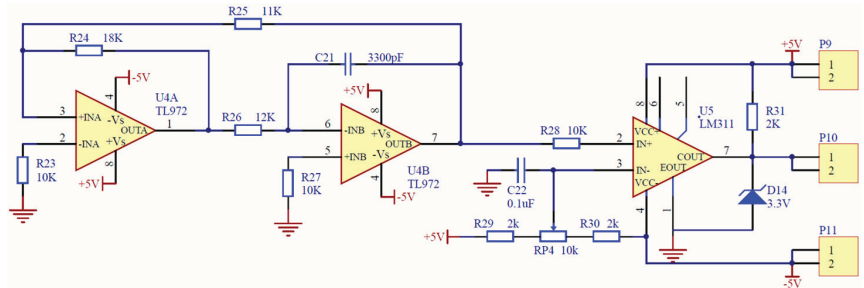 R25 11K
R24 18K
C21 3300pF
+5V P9
1
2
-5V
4
U4A
TL972
3 +INA -Vs
OUTA 1
2 -INA +Vs
8
+5V
R23
10K
R26 12K
+5V
8
6 -INB +Vs
OUTB 7
5 +INB -Vs
4
U4B
TL972
-5V
R27
10K
R28 10K
8 6 5
U5
LM311
VCC+
2 IN+
COUT 7
3 IN-
EOUT
VCC-
4 1
R31
2K
P10
1
2
C22
0.1uF
D14
3.3V
R29 2k
R30 2k
+5V
RP4 10k
P11
1
2
-5V